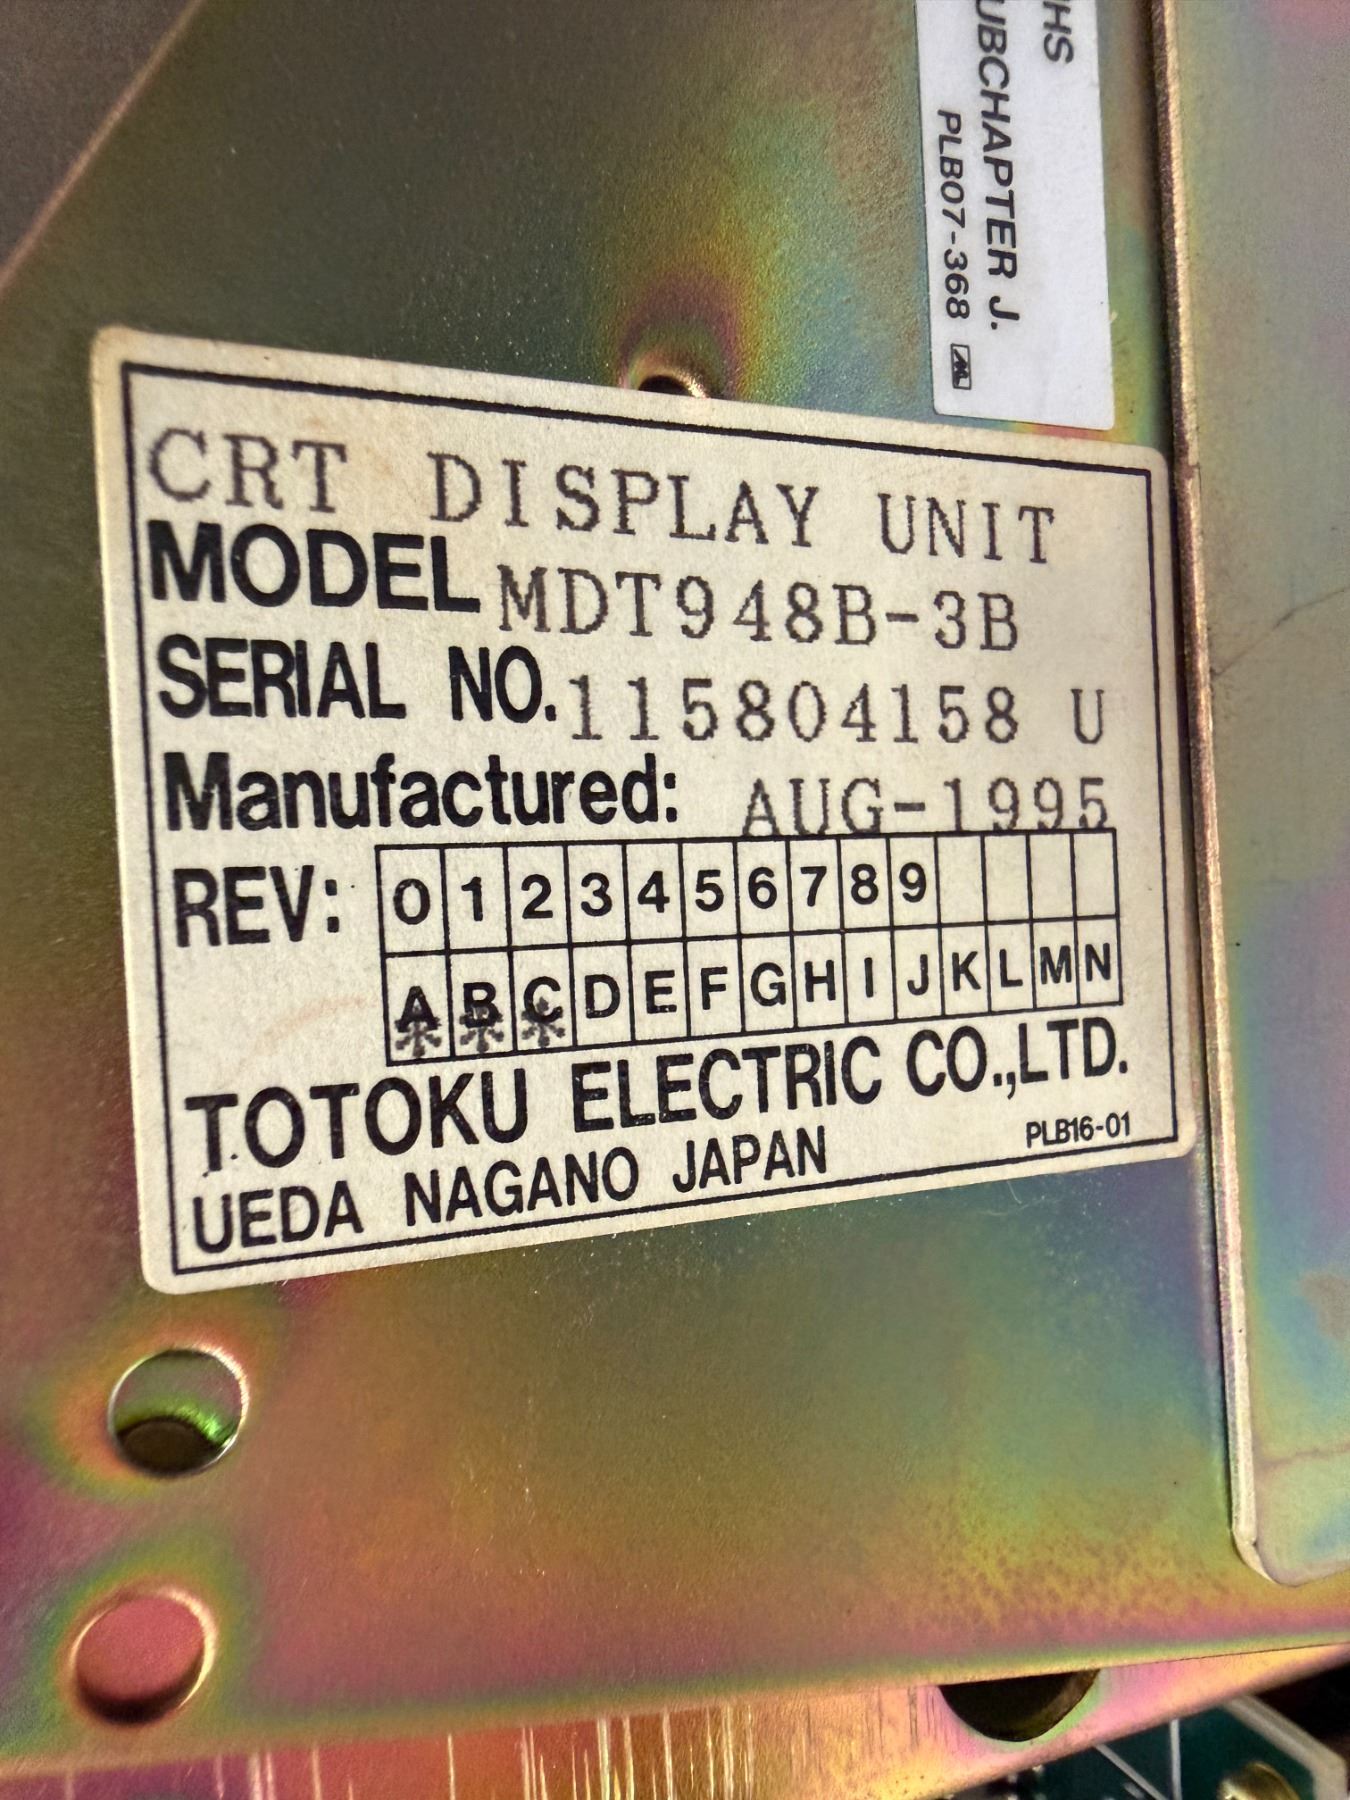 HS
UBCHAPTER J.
PLB07-368
CRT DISPLAY UNIT
MODEL MDT948B-3B
SERIAL NO. 115804158 U
Manufactured: AUG-1995
REV: 0 1 2 3 4 5 6 7 8 9
A B C D E F G H I J K L M N
TOTOKU ELECTRIC CO.,LTD.
UEDA NAGANO JAPAN PLB16-01